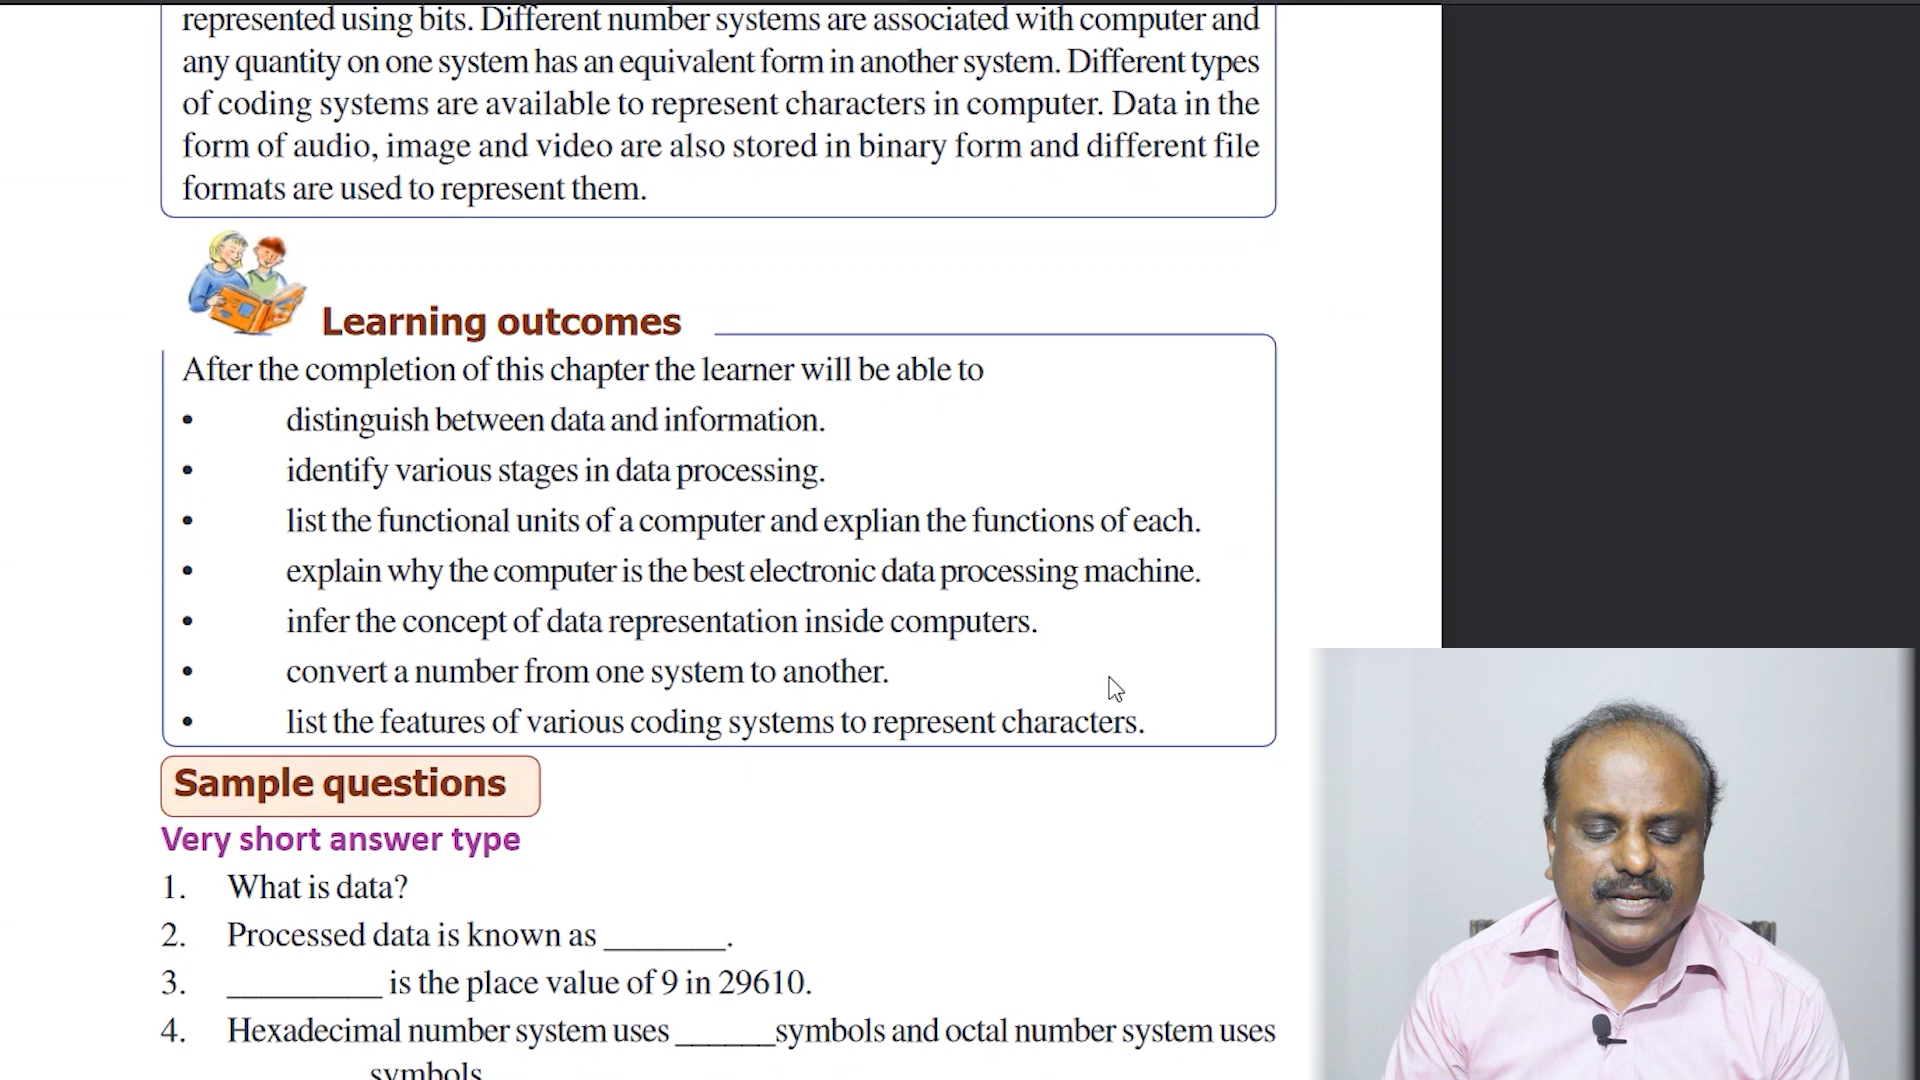 represented using bits. Different number systems are associated with computer and
any quantity on one system has an equivalent form in another system. Different types
of coding systems are available to represent characters in computer. Data in the
form of audio, image and video are also stored in binary form and different file
formats are used to represent them.
Learning outcomes
After the completion of this chapter the learner will be able to
• distinguish between data and information.
• identify various stages in data processing.
• list the functional units of a computer and explian the functions of each.
• explain why the computer is the best electronic data processing machine.
• infer the concept of data representation inside computers.
• convert a number from one system to another.
• list the features of various coding systems to represent characters.
Sample questions
Very short answer type
1. What is data?
2. Processed data is known as _______.
3. _________ is the place value of 9 in 29610.
4. Hexadecimal number system uses ______symbols and octal number system uses
symbols